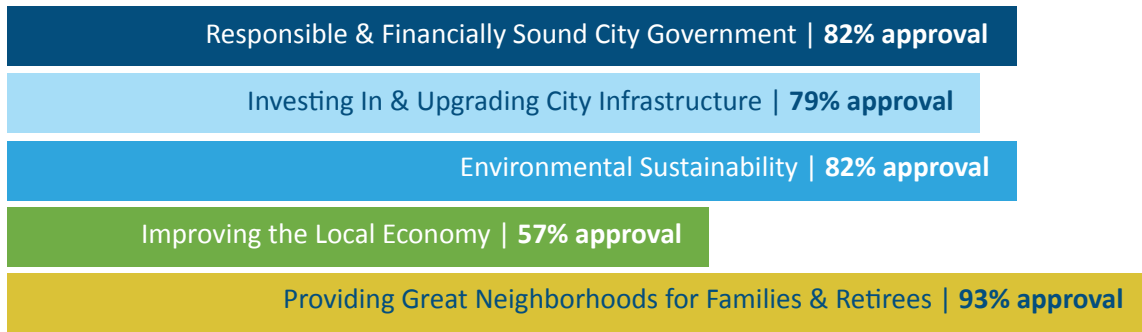 Responsible & Financially Sound City Government | 82% approval
Investing In & Upgrading City Infrastructure | 79% approval
Environmental Sustainability | 82% approval
Improving the Local Economy | 57% approval
Providing Great Neighborhoods for Families & Retirees | 93% approval